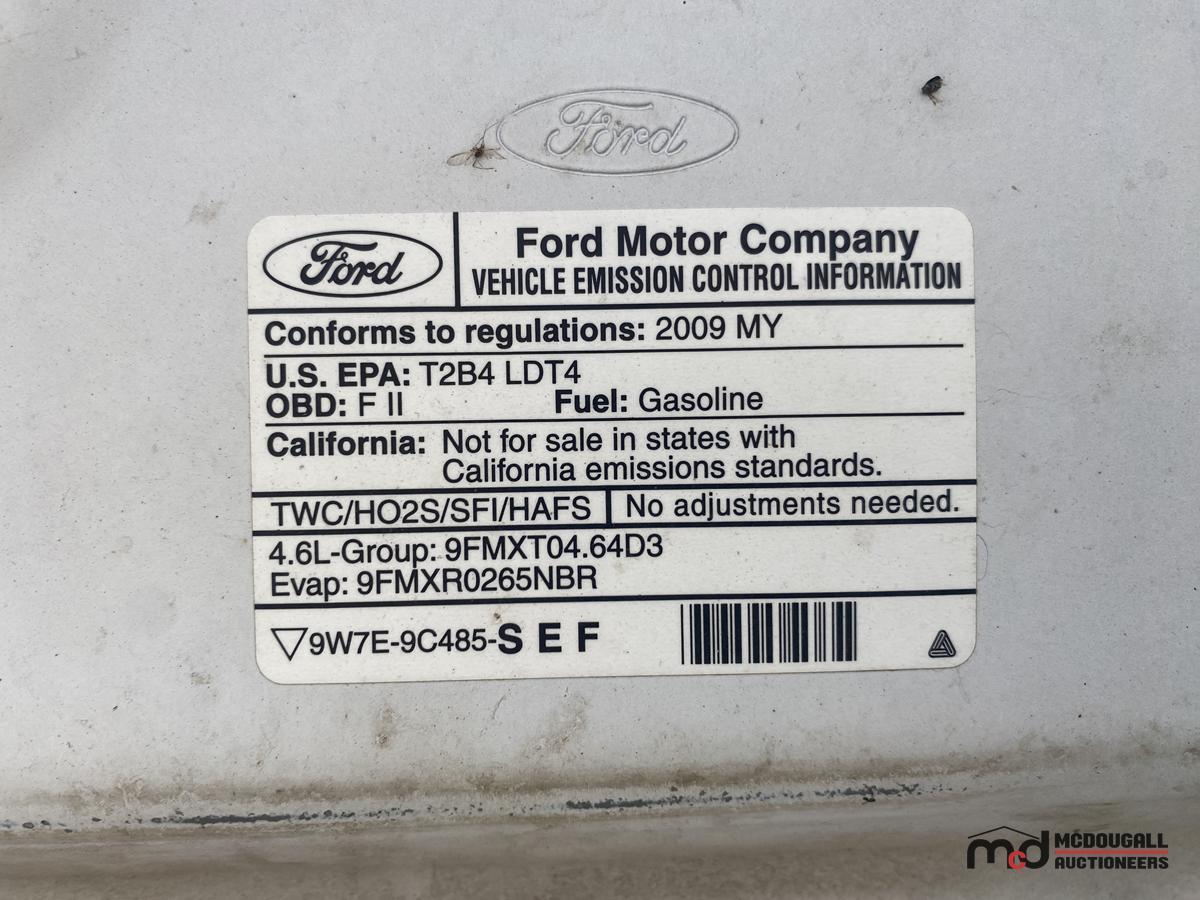 Ford
Ford
Ford Motor Company
VEHICLE EMISSION CONTROL INFORMATION
Conforms to regulations: 2009 MY
U.S. EPA: T2B4 LDT4
OBD: F II Fuel: Gasoline
California: Not for sale in states with
California emissions standards.
TWC/HO2S/SFI/HAFS No adjustments needed.
4.6L-Group: 9FMXT04.64D3
Evap: 9FMXR0265NBR
9W7E-9C485-S E F
mcd MCDOUGALL
AUCTIONEERS